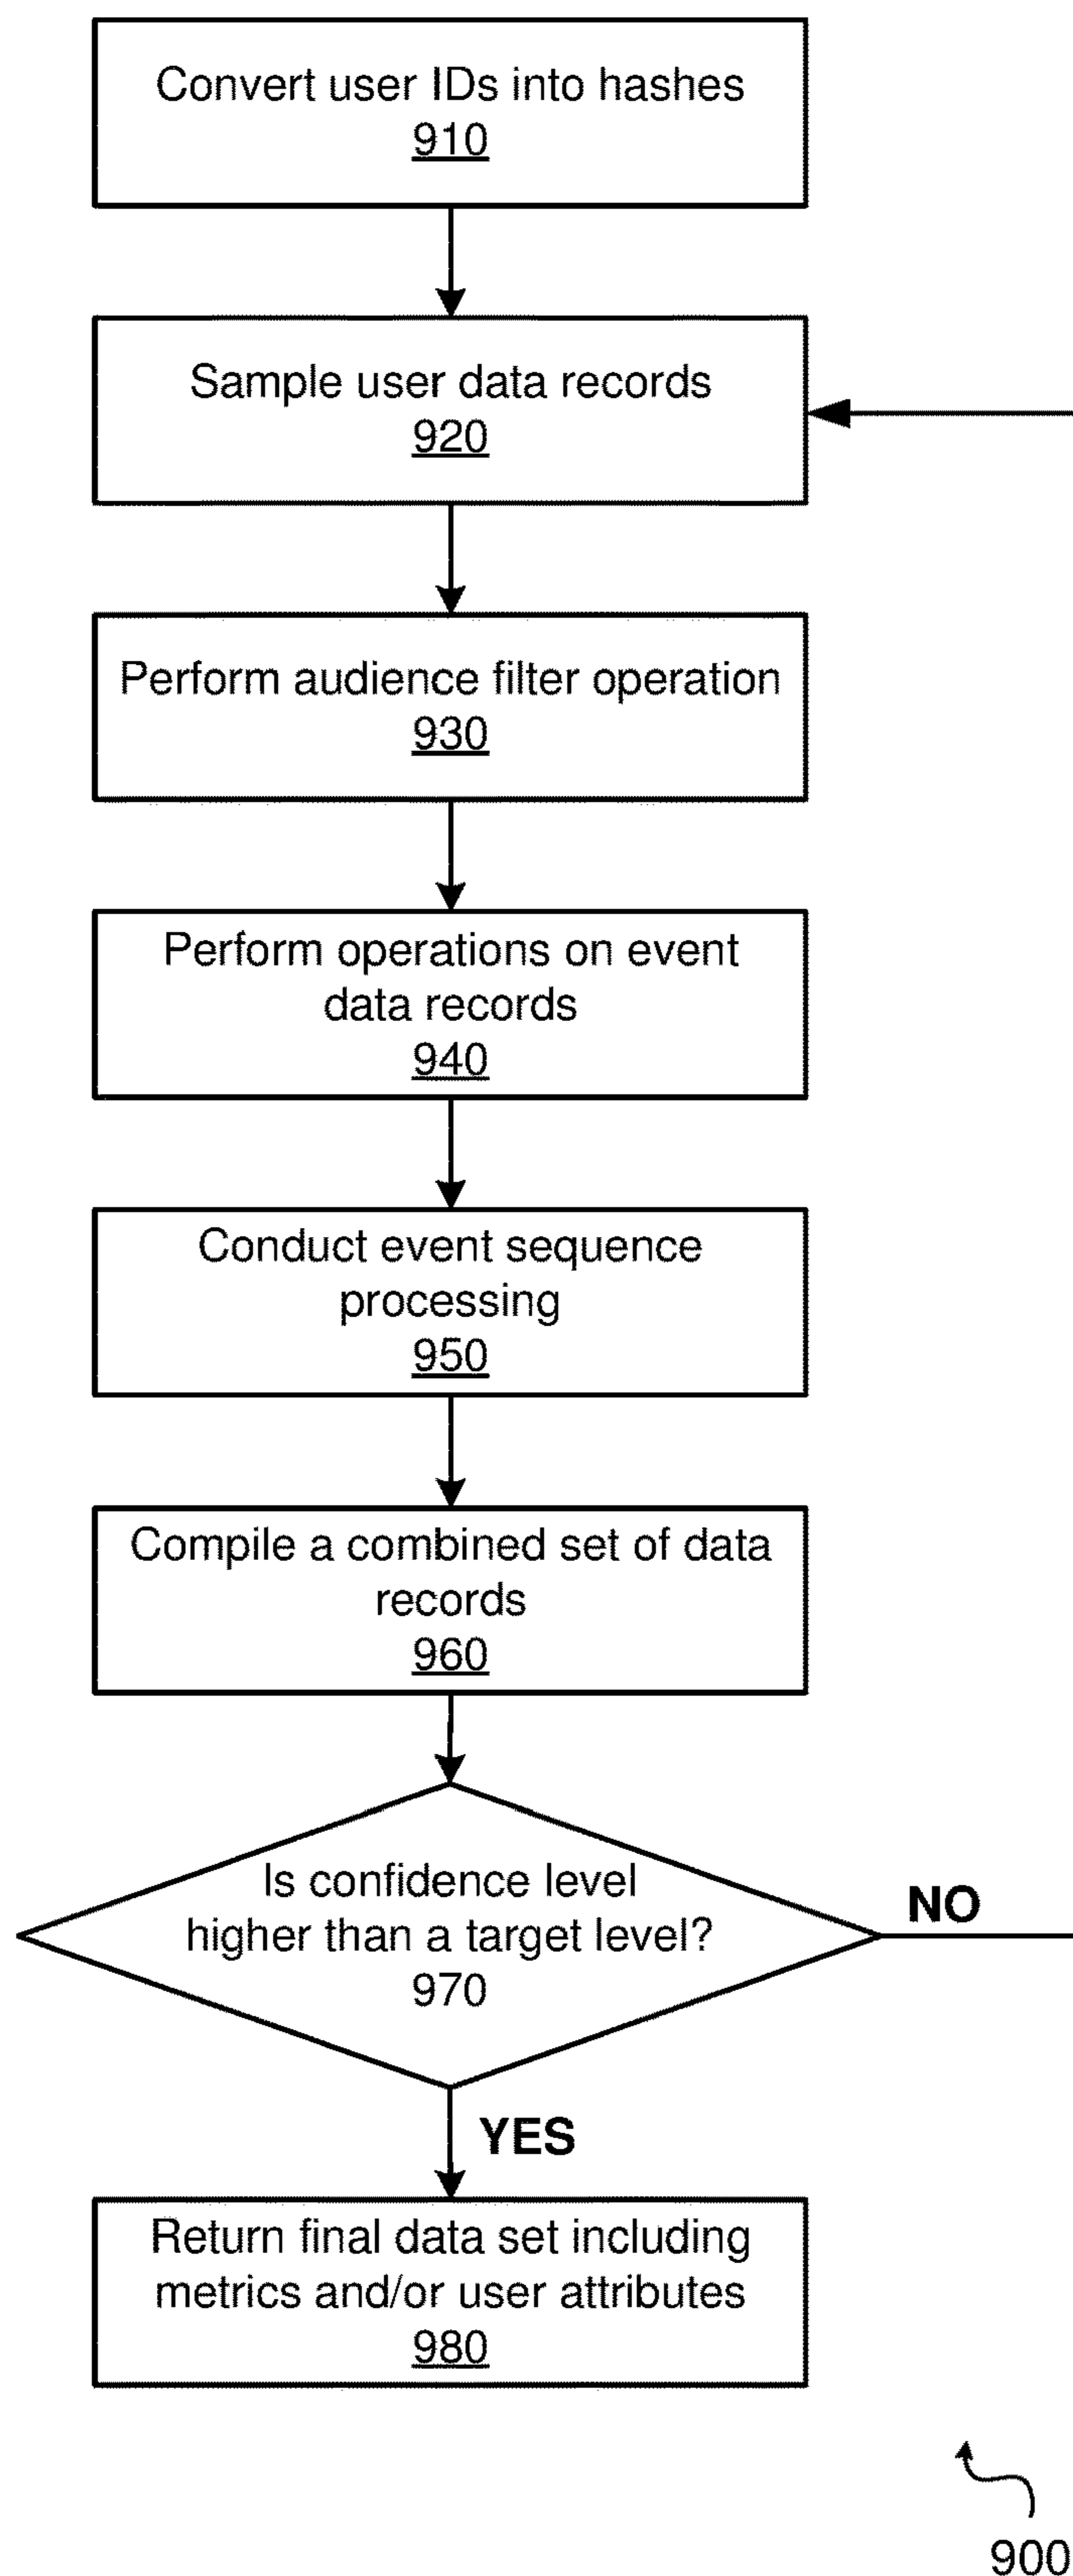 Convert user IDs into hashes
910
Sample user data records
920
Perform audience filter operation
930
Perform operations on event
data records
940
Conduct event sequence
processing
950
Compile a combined set of data
records
960
Is confidence level
higher than a target level?
970
NO
YES
Return final data set including
metrics and/or user attributes
980
900